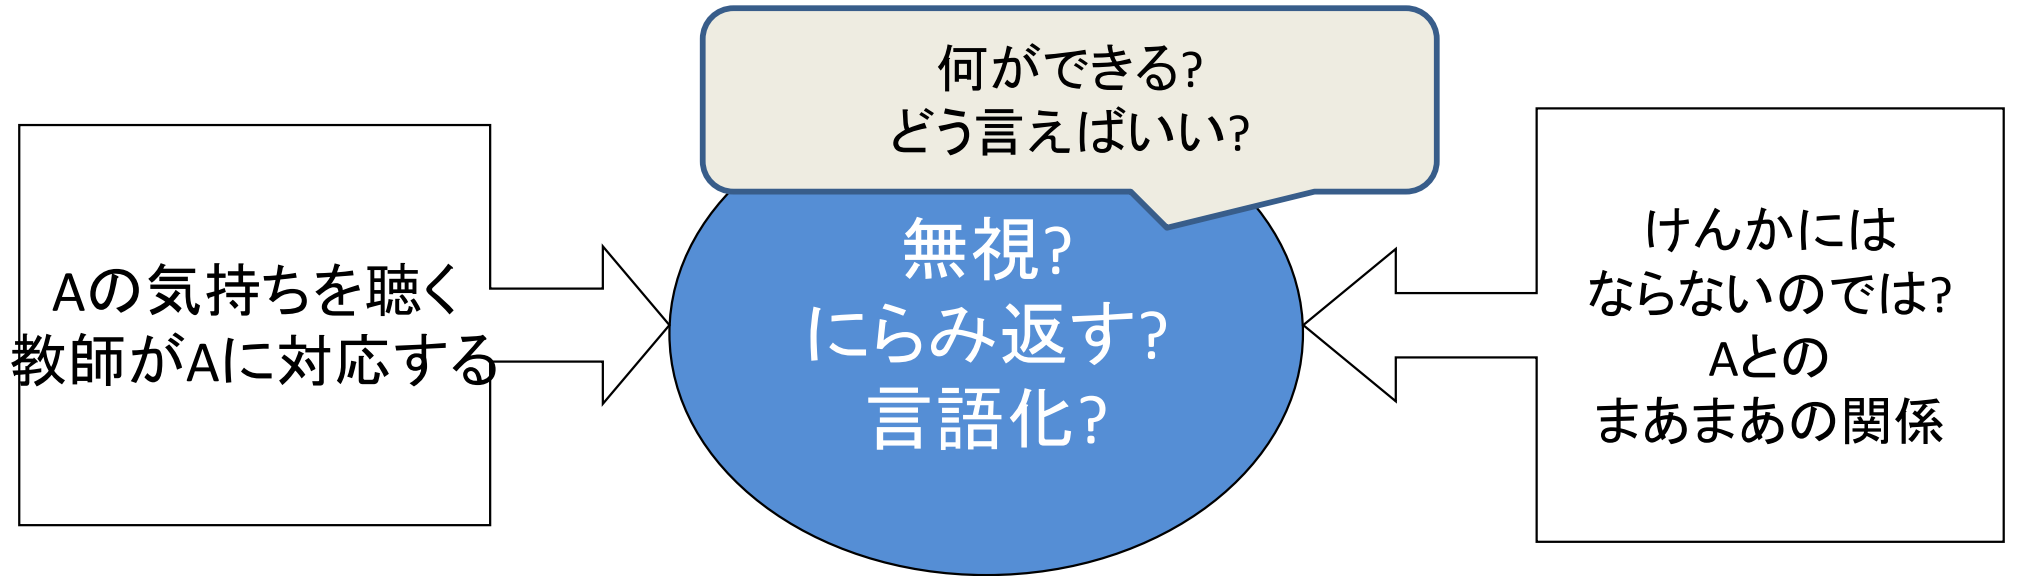 何ができる?
どう言えばいい?
Aの気持ちを聴く
教師がAに対応する
無視?
にらみ返す?
言語化?
けんかには
ならないのでは?
Aとの
まあまあの関係